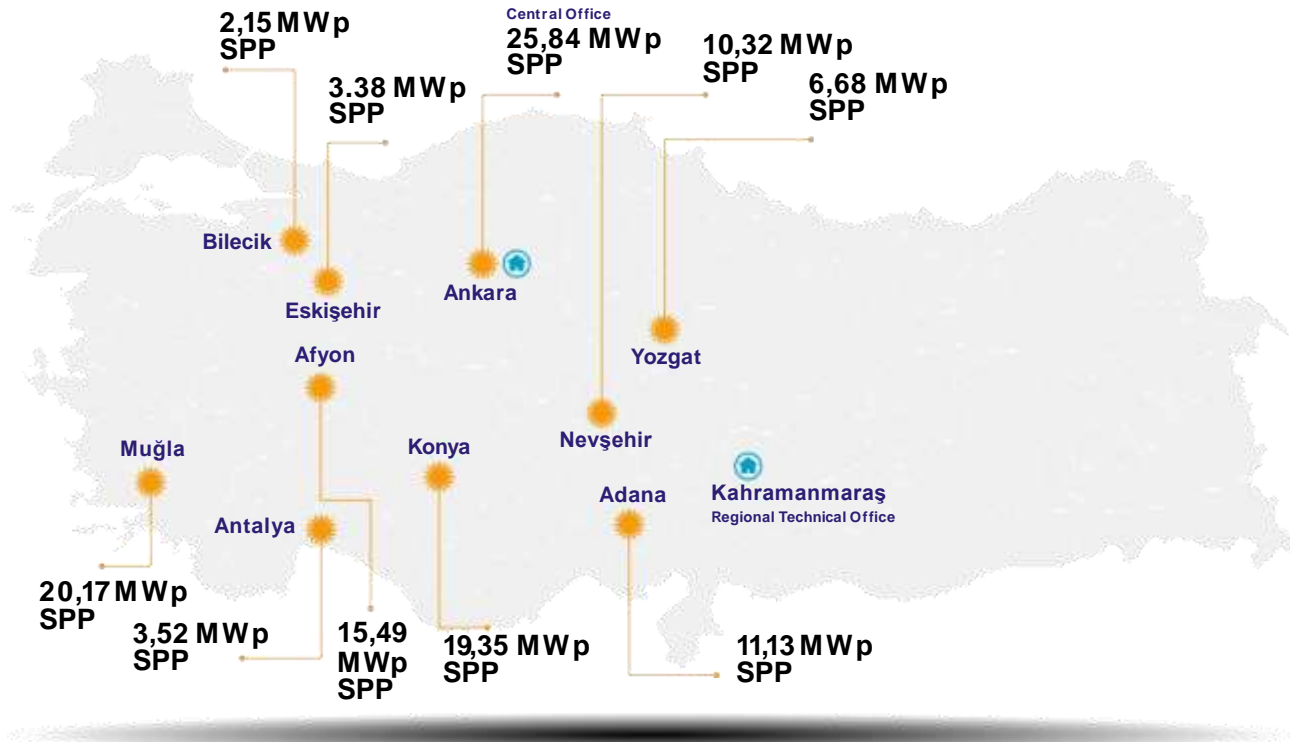 2,15 MWp
SPP
Central Office
25,84 MWp
SPP
10,32 MWp
SPP
3.38 MWp
SPP
6,68 MWp
SPP
Bilecik
Eskişehir
Ankara
Afyon
Yozgat
Muğla
Konya
Nevşehir
Antalya
Adana
Kahramanmaraş
Regional Technical Office
20,17 MWp
SPP
3,52 MWp
SPP
15,49
MWp
SPP
19,35 MWp
SPP
11,13 MWp
SPP